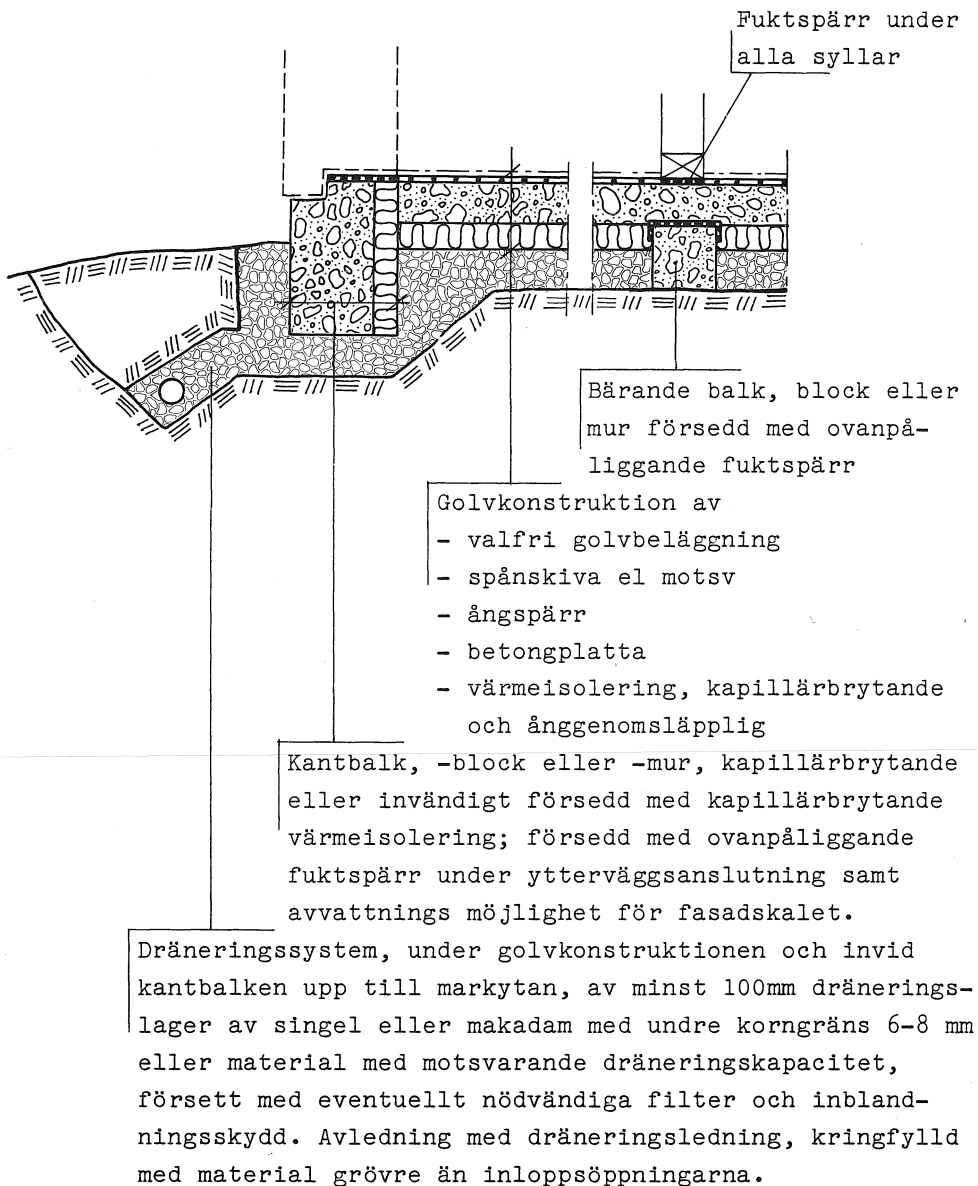 Fuktspärr under
alla syllar
Bärande balk, block eller
mur försedd med ovanpå-
liggande fuktspärr
Golvkonstruktion av
- valfri golvbeläggning
- spånskiva el motsv
- ångspärr
- betongplatta
- värmeisolering, kapillärbrytande
och ånggenomsläpplig
Kantbalk, -block eller -mur, kapillärbrytande
eller invändigt försedd med kapillärbrytande
värmeisolering; försedd med ovanpåliggande
fuktspärr under ytterväggsanslutning samt
avvattnings möjlighet för fasadskalet.
Dräneringssystem, under golvkonstruktionen och invid
kantbalken upp till markytan, av minst 100mm dränerings-
lager av singel eller makadam med undre korngräns 6-8 mm
eller material med motsvarande dräneringskapacitet,
försett med eventuellt nödvändiga filter och inbland-
ningsskydd. Avledning med dräneringsledning, kringfylld
med material grövre än inloppsöppningarna.